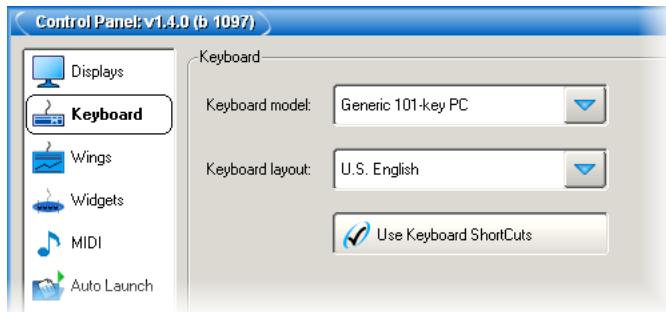 Control Panel: v1.4.0 (b 1097)
Displays
Keyboard
Wings
Widgets
MIDI
Auto Launch
Keyboard
Keyboard model: Generic 101-key PC
Keyboard layout: U.S. English
Use Keyboard ShortCuts